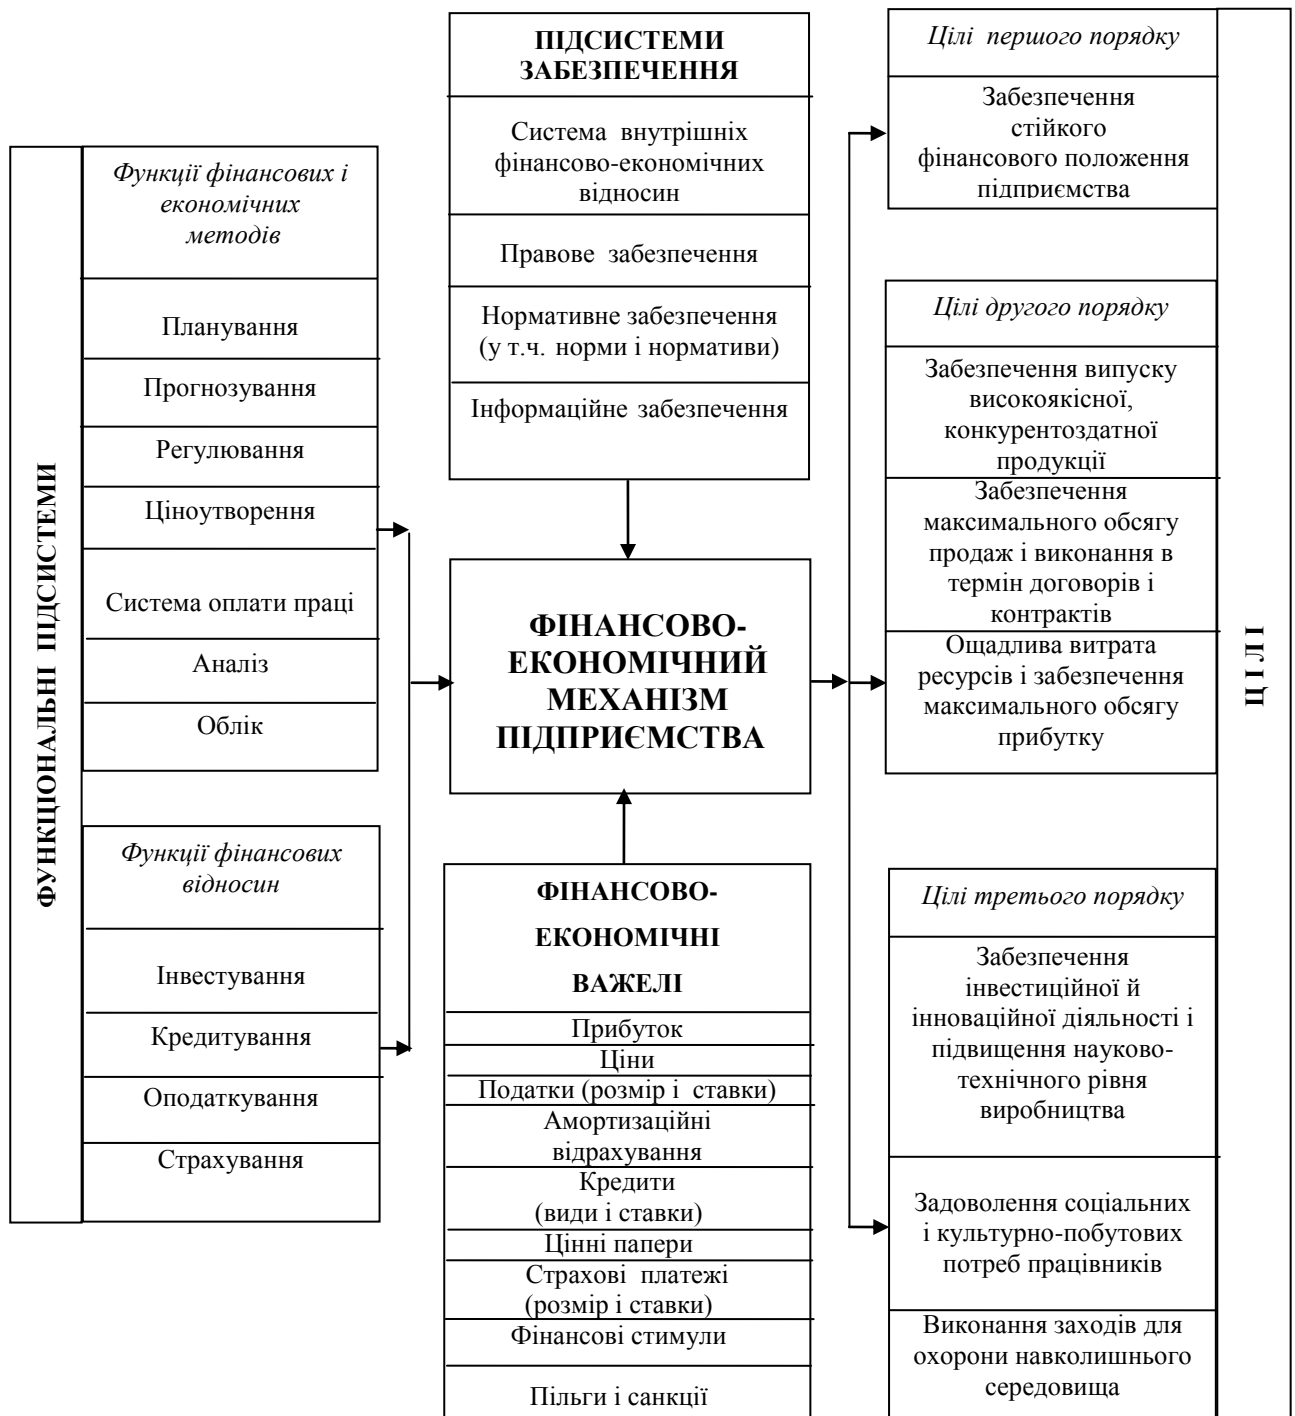 ФУНКЦІОНАЛЬНІ ПІДСИСТЕМИ
Функції фінансових і
економічних
методів
Планування
Прогнозування
Регулювання
Ціноутворення
Система оплати праці
Аналіз
Облік
Функції фінансових
відносин
Інвестування
Кредитування
Оподаткування
Страхування
ПІДСИСТЕМИ
ЗАБЕЗПЕЧЕННЯ
Система внутрішніх
фінансово-економічних
відносин
Правове забезпечення
Нормативне забезпечення
(у т.ч. норми і нормативи)
Інформаційне забезпечення
ФІНАНСОВО-
ЕКОНОМІЧНИЙ
МЕХАНІЗМ
ПІДПРИЄМСТВА
ФІНАНСОВО-
ЕКОНОМІЧНІ
ВАЖЕЛІ
Прибуток
Ціни
Податки (розмір і ставки)
Амортизаційні
відрахування
Кредити
(види і ставки)
Цінні папери
Страхові платежі
(розмір і ставки)
Фінансові стимули
Пільги і санкції
Цілі першого порядку
Забезпечення
стійкого
фінансового положення
підприємства
Цілі другого порядку
Забезпечення випуску
високоякісної,
конкурентоздатної
продукції
Забезпечення
максимального обсягу
продаж і виконання в
термін договорів і
контрактів
Ощадлива витрата
ресурсів і забезпечення
максимального обсягу
прибутку
Цілі третього порядку
Забезпечення
інвестиційної й
інноваційної діяльності і
підвищення науково-
технічного рівня
виробництва
Задоволення соціальних
і культурно-побутових
потреб працівників
Виконання заходів для
охорони навколишнього
середовища
ЦІЛІ